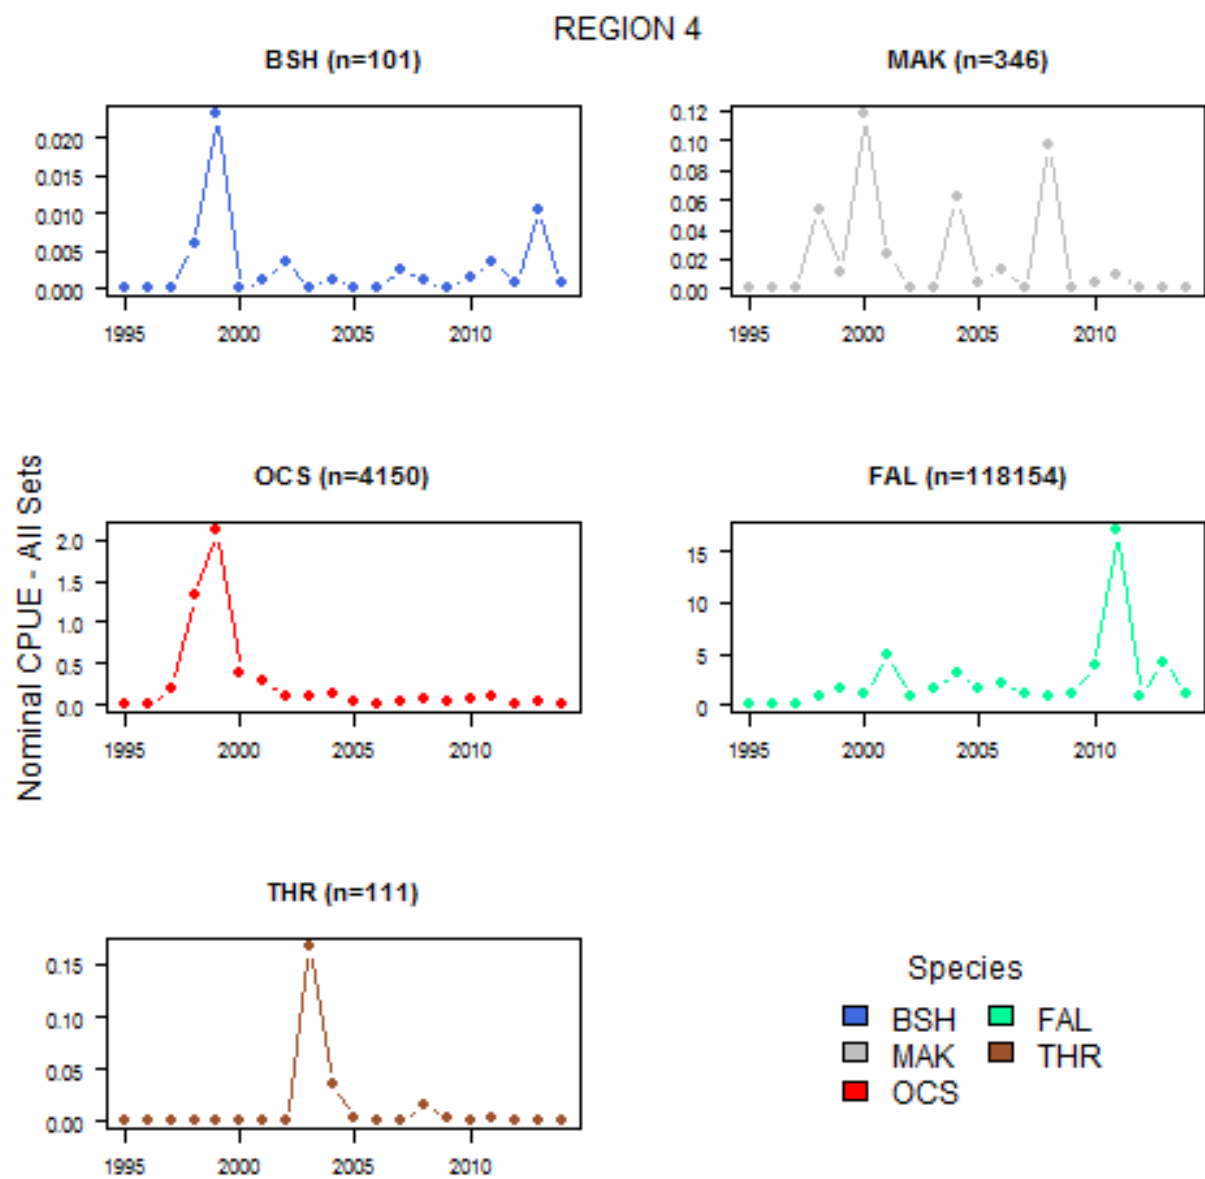 REGION 4
BSH (n=101)
0.020
0.015
0.010
0.005
0.000
1995 2000 2005 2010
MAK (n=346)
0.12
0.10
0.08
0.06
0.04
0.02
0.00
1995 2000 2005 2010
Nominal CPUE - All Sets
OCS (n=4150)
2.0
1.5
1.0
0.5
0.0
1995 2000 2005 2010
FAL (n=118154)
15
10
5
0
1995 2000 2005 2010
THR (n=111)
0.15
0.10
0.05
0.00
1995 2000 2005 2010
Species
BSH FAL
MAK THR
OCS